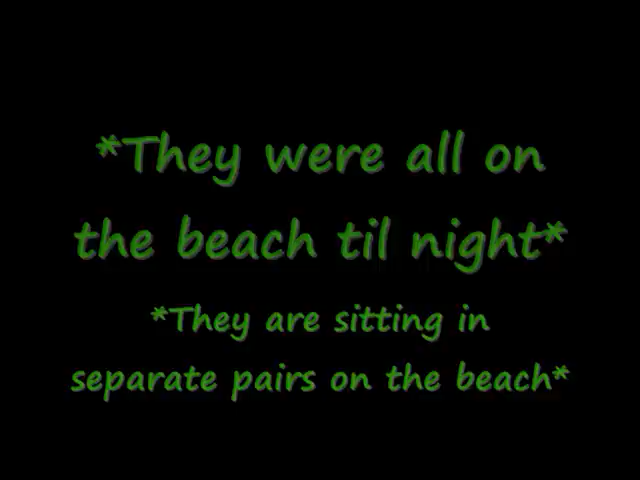 *They were all on
the beach til night*
*They are sitting in
separate pairs on the beach*